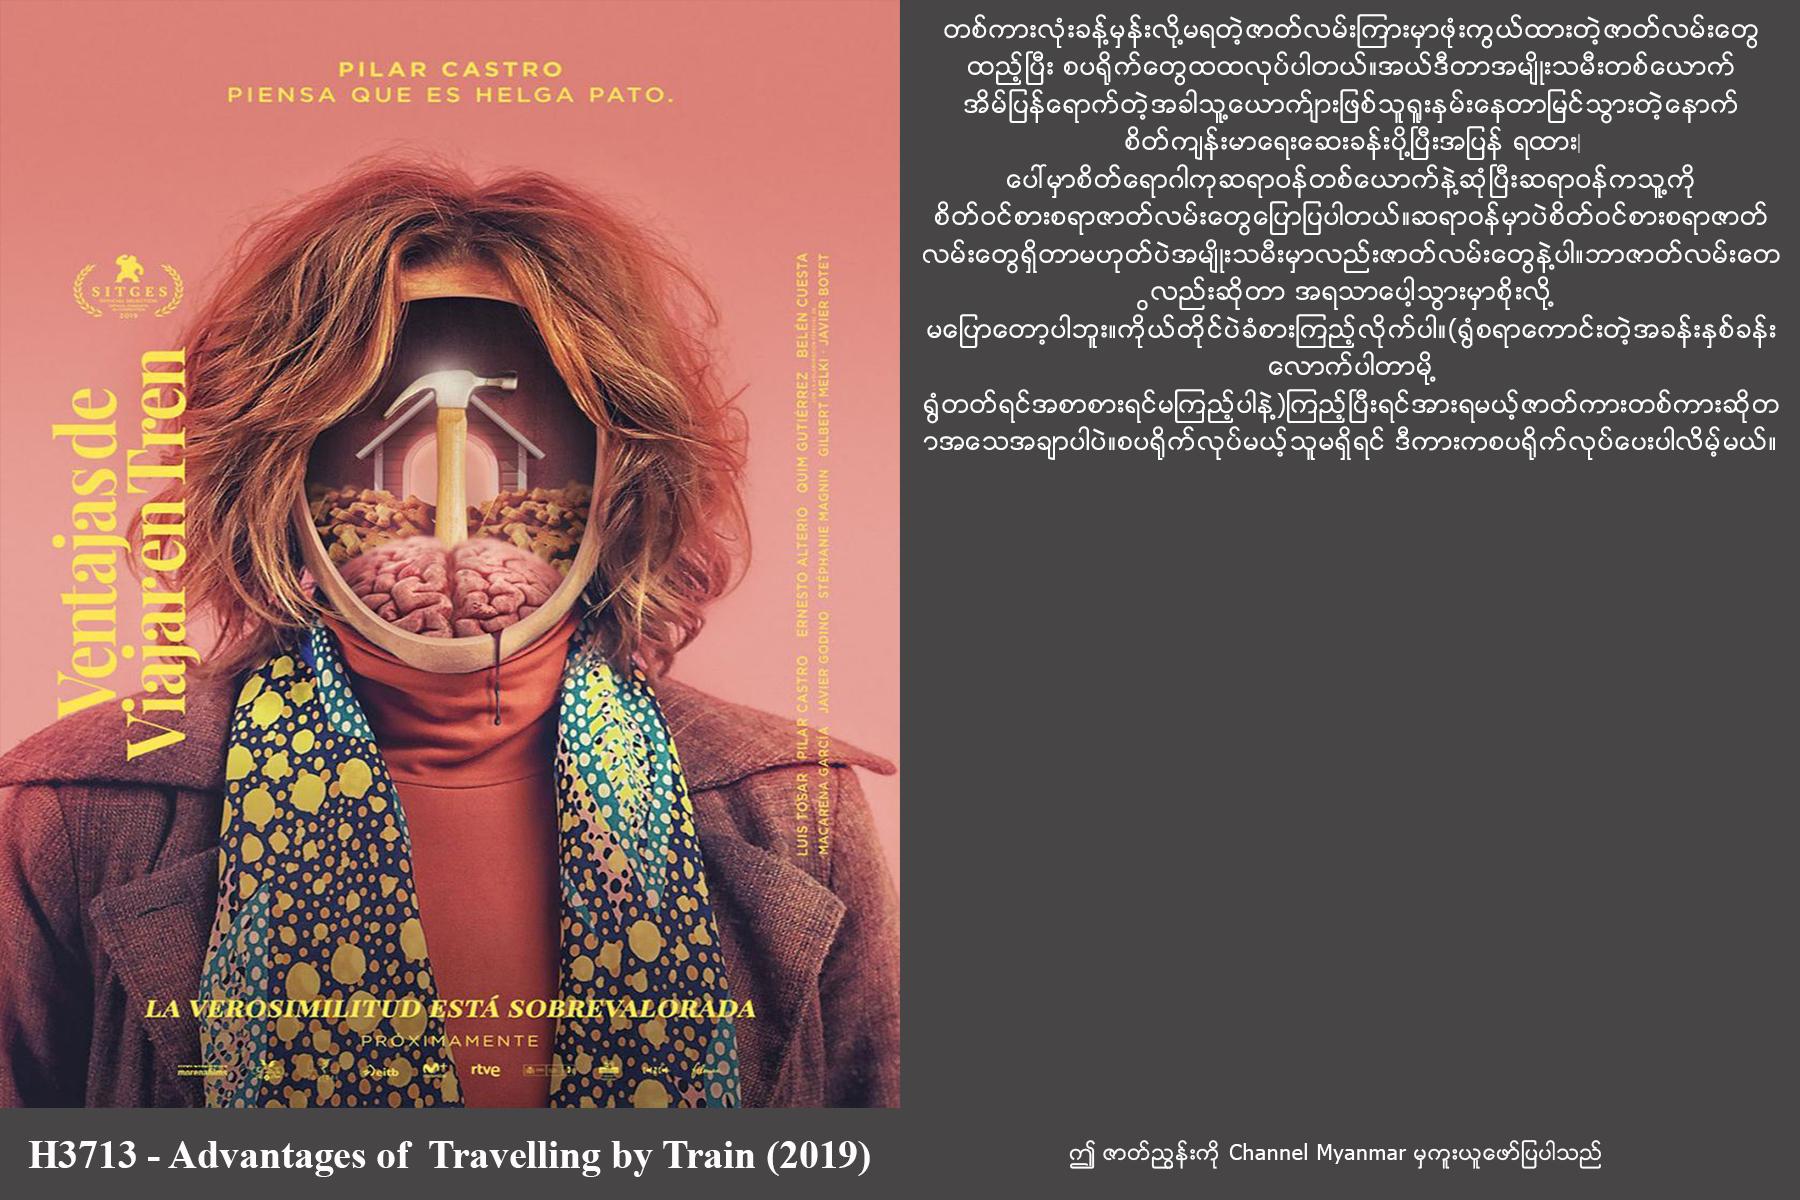 PILAR CASTRO
PIENSA QUE ES HELGA PATO.
SITGES
OFFICIAL SELECTION
2019
Ventajas de
Viajar en Tren
LUIS TOSAR PILAR CASTRO ERNESTO ALTERIO QUIM GUTIÉRREZ BELÉN CUESTA
MACARENA GARCÍA JAVIER GODINO STÉPHANIE MAGNIN GILBERT MELKI · JAVIER BOTET
LA VEROSIMILITUD ESTÁ SOBREVALORADA
PRÓXIMAMENTE
morenafilms
eitb
M+
rtve
H3713 - Advantages of Travelling by Train (2019)
တစ်ကားလုံးခန့်မှန်းလို့မရတဲ့ဇာတ်လမ်းကြားမှာဖုံးကွယ်ထားတဲ့ဇာတ်လမ်းတွေ
ထည့်ပြီး စပရိုက်တွေထထလုပ်ပါတယ်။အယ်ဒီတာအမျိုးသမီးတစ်ယောက်
အိမ်ပြန်ရောက်တဲ့အခါသူ့ယောက်ျားဖြစ်သူရူးနှမ်းနေတာမြင်သွားတဲ့နောက်
စိတ်ကျန်းမာရေးဆေးခန်းပို့ပြီးအပြန် ရထား|
ပေါ်မှာစိတ်ရောဂါကုဆရာဝန်တစ်ယောက်နဲ့ဆုံပြီးဆရာဝန်ကသူ့ကို
စိတ်ဝင်စားစရာဇာတ်လမ်းတွေပြောပြပါတယ်။ဆရာဝန်မှာပဲစိတ်ဝင်စားစရာဇာတ်
လမ်းတွေရှိတာမဟုတ်ပဲအမျိုးသမီးမှာလည်းဇာတ်လမ်းတွေနဲ့ပါ။ဘာဇာတ်လမ်းတေ
ွလည်းဆိုတာ အရသာပေါ့သွားမှာစိုးလို့
မပြောတော့ပါဘူး။ကိုယ်တိုင်ပဲခံစားကြည့်လိုက်ပါ။(ရွံစရာကောင်းတဲ့အခန်းနှစ်ခန်း
လောက်ပါတာမို့
ရွံတတ်ရင်အစာစားရင်မကြည့်ပါနဲ့)ကြည့်ပြီးရင်အားရမယ့်ဇာတ်ကားတစ်ကားဆိုတ
ာအသေအချာပါပဲ။စပရိုက်လုပ်မယ့်သူမရှိရင် ဒီကားကစပရိုက်လုပ်ပေးပါလိမ့်မယ်။
ဤ ဇာတ်ညွှန်းကို Channel Myanmar မှကူးယူဖော်ပြပါသည်